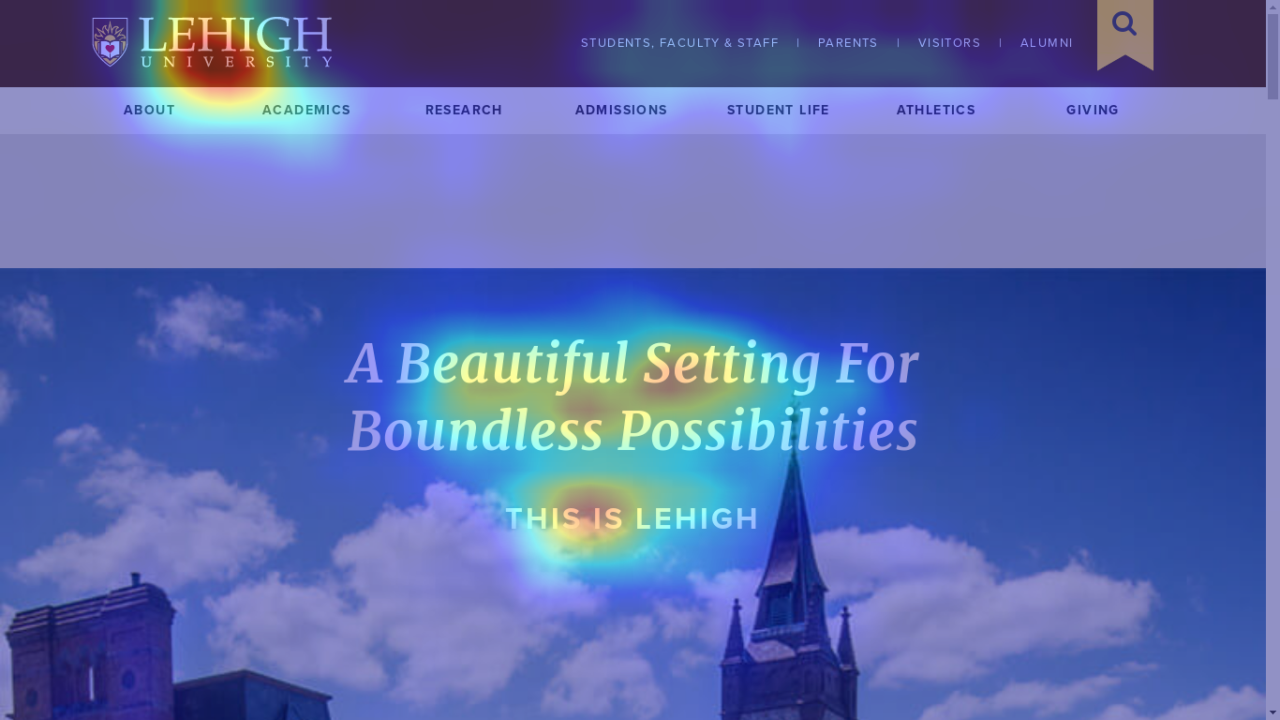 LEHIGH
UNIVERSITY
STUDENTS, FACULTY & STAFF | PARENTS | VISITORS | ALUMNI
ABOUT ACADEMICS RESEARCH ADMISSIONS STUDENT LIFE ATHLETICS GIVING
A Beautiful Setting For
Boundless Possibilities
THIS IS LEHIGH